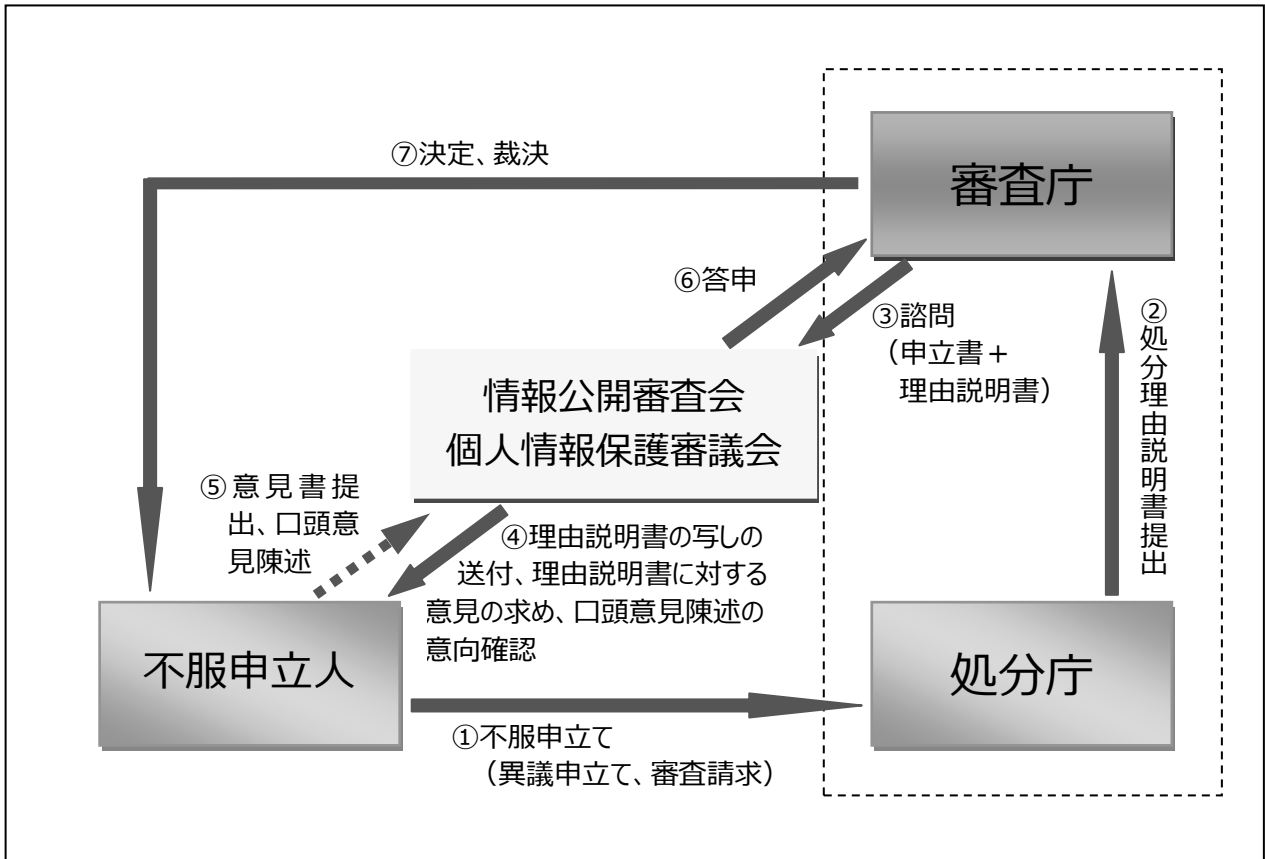 ⑦決定、裁決
審査庁
⑥答申
③諮問
（申立書＋
理由説明書）
②処分理由説明書提出
情報公開審査会
個人情報保護審議会
⑤意見書提
出、口頭意
見陳述
④理由説明書の写しの
送付、理由説明書に対する
意見の求め、口頭意見陳述の
意向確認
不服申立人
処分庁
①不服申立て
（異議申立て、審査請求）